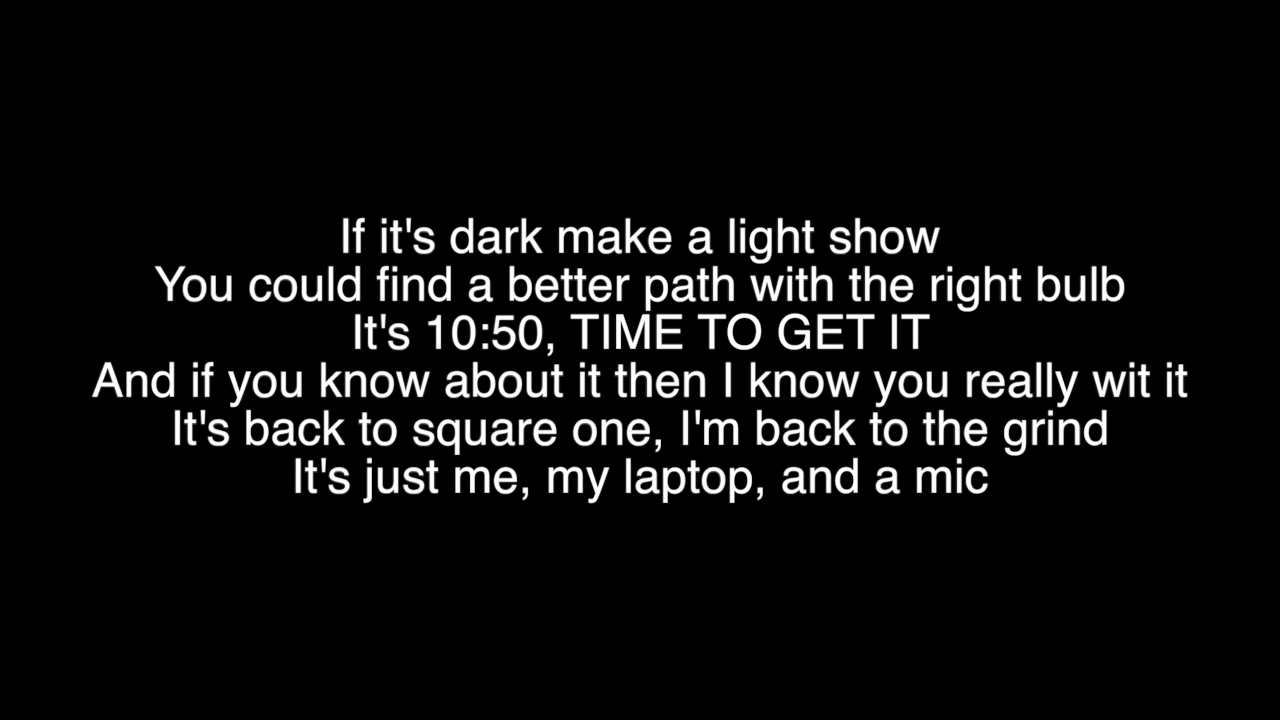 If it's dark make a light show
You could find a better path with the right bulb
It's 10:50, TIME TO GET IT
And if you know about it then I know you really wit it
It's back to square one, I'm back to the grind
It's just me, my laptop, and a mic